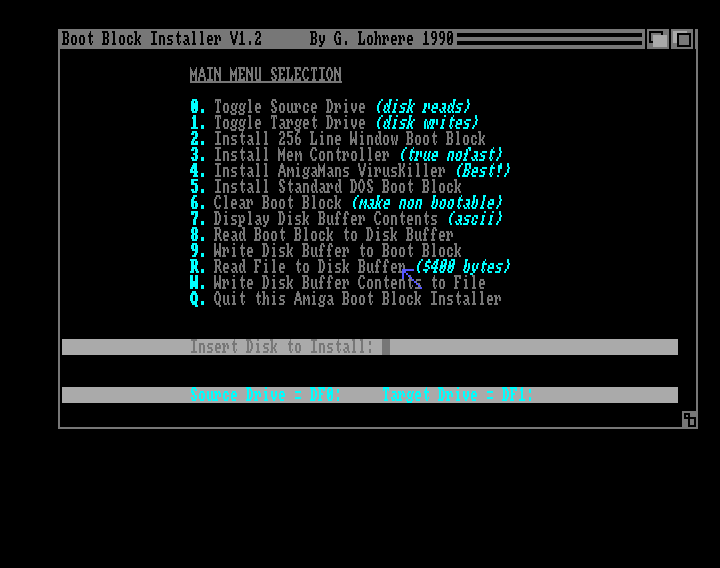 Boot Block Installer V1.2      By G. Lohrere 1990
MAIN MENU SELECTION
0. Toggle Source Drive (disk reads)
1. Toggle Target Drive (disk writes)
2. Install 256 Line Window Boot Block
3. Install Mem Controller (true nofast)
4. Install AmigaMans VirusKiller (Best!)
5. Install Standard DOS Boot Block
6. Clear Boot Block (make non bootable)
7. Display Disk Buffer Contents (ascii)
8. Read Boot Block to Disk Buffer
9. Write Disk Buffer to Boot Block
R. Read File to Disk Buffer ($400 bytes)
W. Write Disk Buffer Contents to File
Q. Quit this Amiga Boot Block Installer
Insert Disk to Install:
Source Drive = DF0:     Target Drive = DF1: